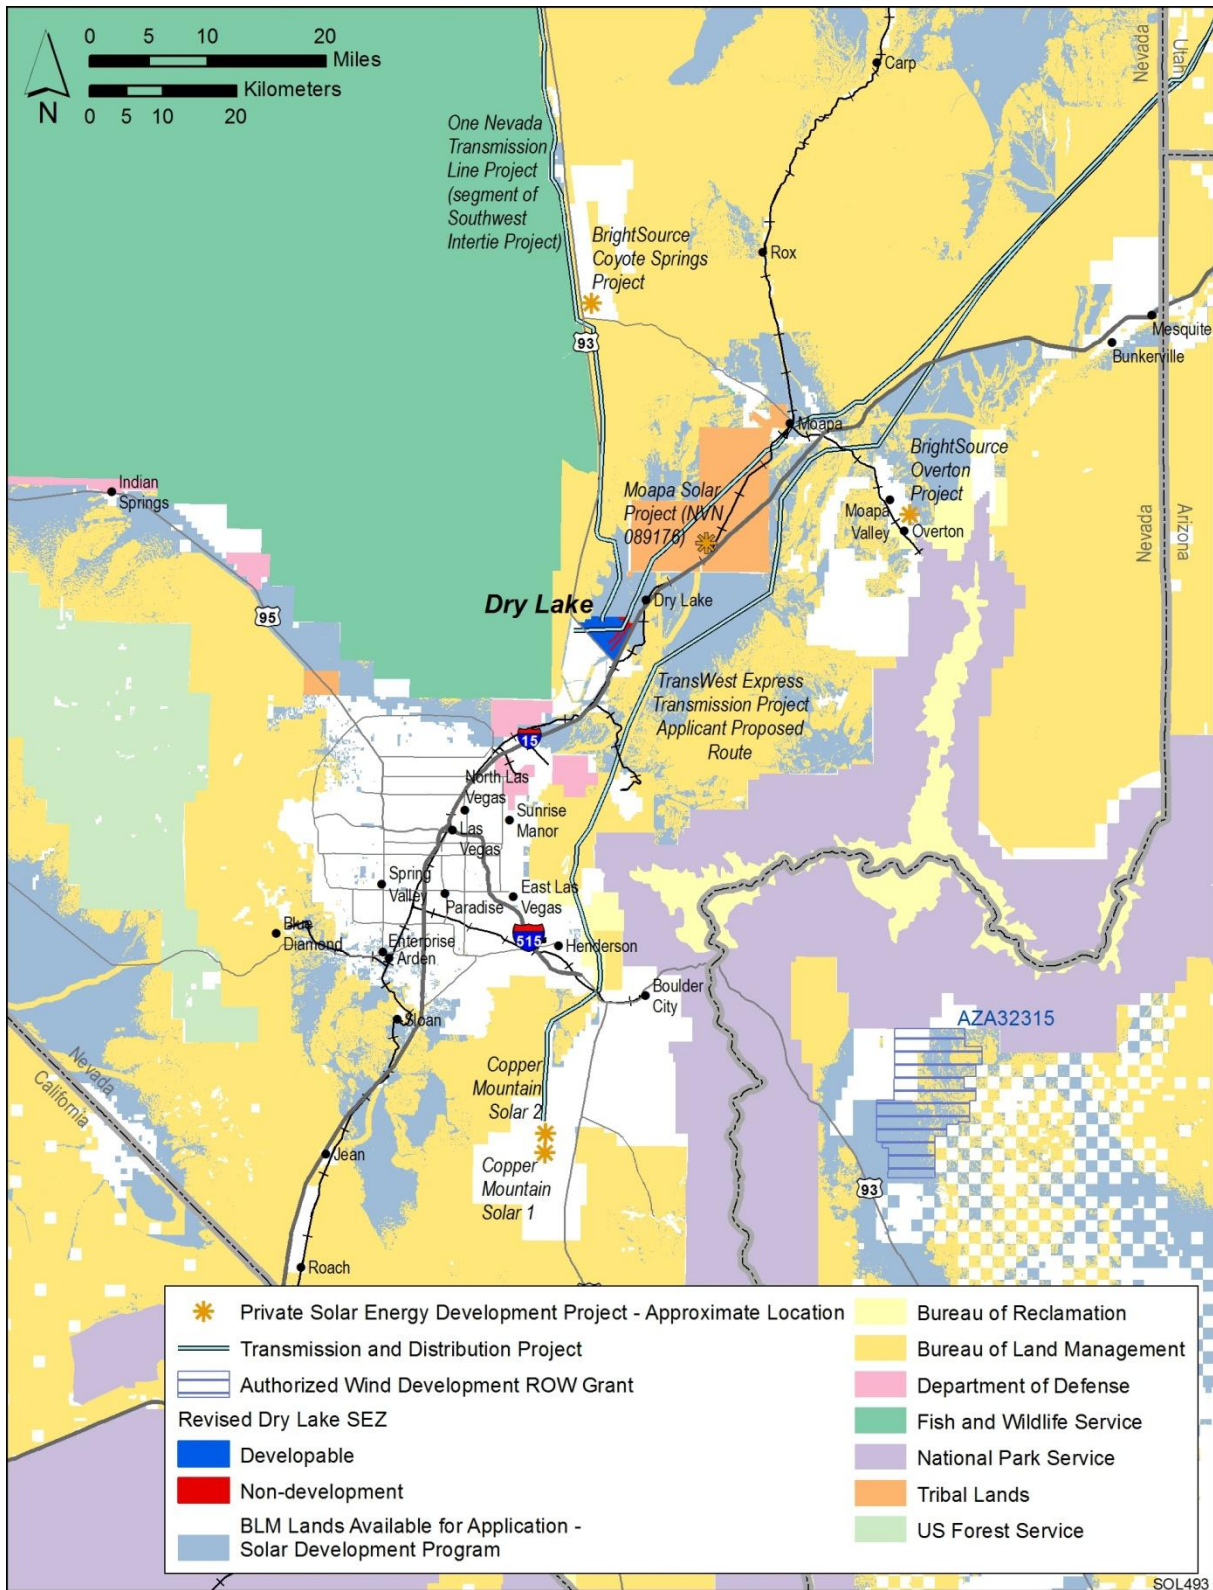 0 5 10 20
Miles
Kilometers
0 5 10 20
N
One Nevada
Transmission
Line Project
(segment of
Southwest
Intertie Project)
Carp
Nevada
Utah
BrightSource
Coyote Springs
Project
Rox
93
Mesquite
Bunkerville
Moapa
BrightSource
Overton
Project
Indian
Springs
Moapa Solar
Project (NVN
089176)
Moapa
Valley
Overton
Nevada
Arizona
Dry Lake
Dry Lake
95
TransWest Express
Transmission Project
Applicant Proposed
Route
15
North Las
Vegas
Sunrise
Manor
Las
Vegas
Spring
Valley
Paradise
East Las
Vegas
Blue
Diamond
Enterprise
Arden
515
Henderson
Boulder
City
Sloan
AZA32315
Nevada
California
Copper
Mountain
Solar 2
Jean
Copper
Mountain
Solar 1
93
Roach
Private Solar Energy Development Project - Approximate Location
Transmission and Distribution Project
Authorized Wind Development ROW Grant
Revised Dry Lake SEZ
Developable
Non-development
BLM Lands Available for Application -
Solar Development Program
Bureau of Reclamation
Bureau of Land Management
Department of Defense
Fish and Wildlife Service
National Park Service
Tribal Lands
US Forest Service
SOL493